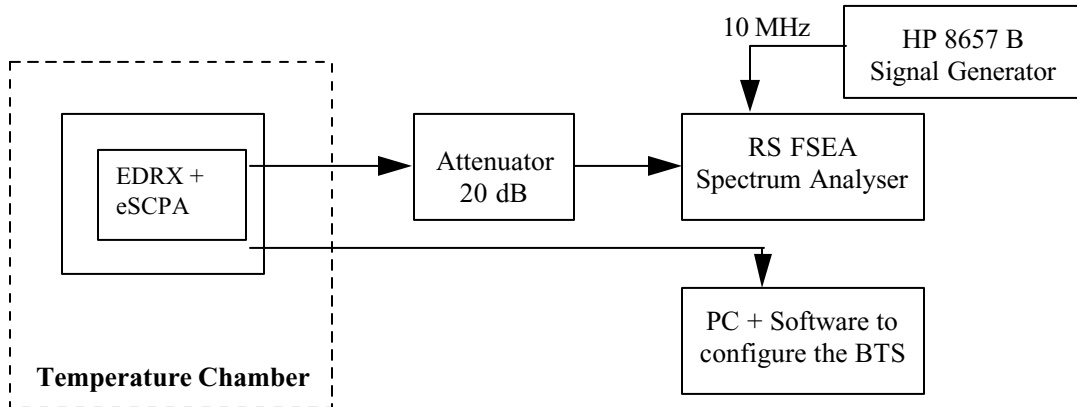 10 MHz
HP 8657 B
Signal Generator
EDRX +
eSCPA
Attenuator
20 dB
RS FSEA
Spectrum Analyser
PC + Software to
configure the BTS
Temperature Chamber